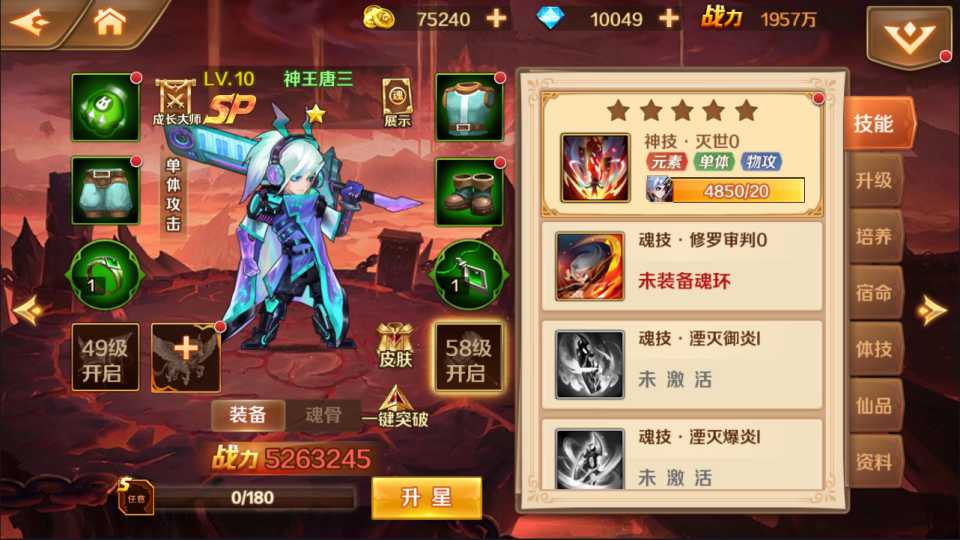 75240
10049
战力 1957万
LV.10
神王唐三
成长大师
SP
魂
展示
单体攻击
1
1
49级
开启
皮肤
58级
开启
装备
魂骨
一键突破
战力5263245
S
任意
0/180
升 星
神技·灭世0
元素 单体 物攻
4850/20
魂技·修罗审判0
未装备魂环
魂技·湮灭御炎I
未 激 活
魂技·湮灭爆炎I
未 激 活
技能
升级
培养
宿命
体技
仙品
资料